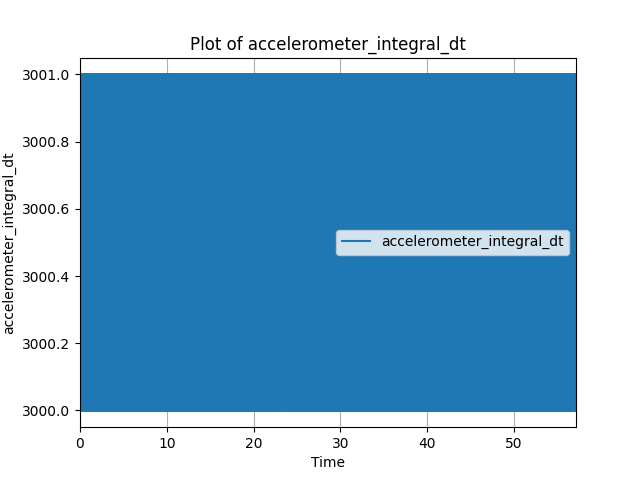 Plot of accelerometer_integral_dt
accelerometer_integral_dt
3001.0
3000.8
3000.6
3000.4
3000.2
3000.0
accelerometer_integral_dt
0 10 20 30 40 50
Time